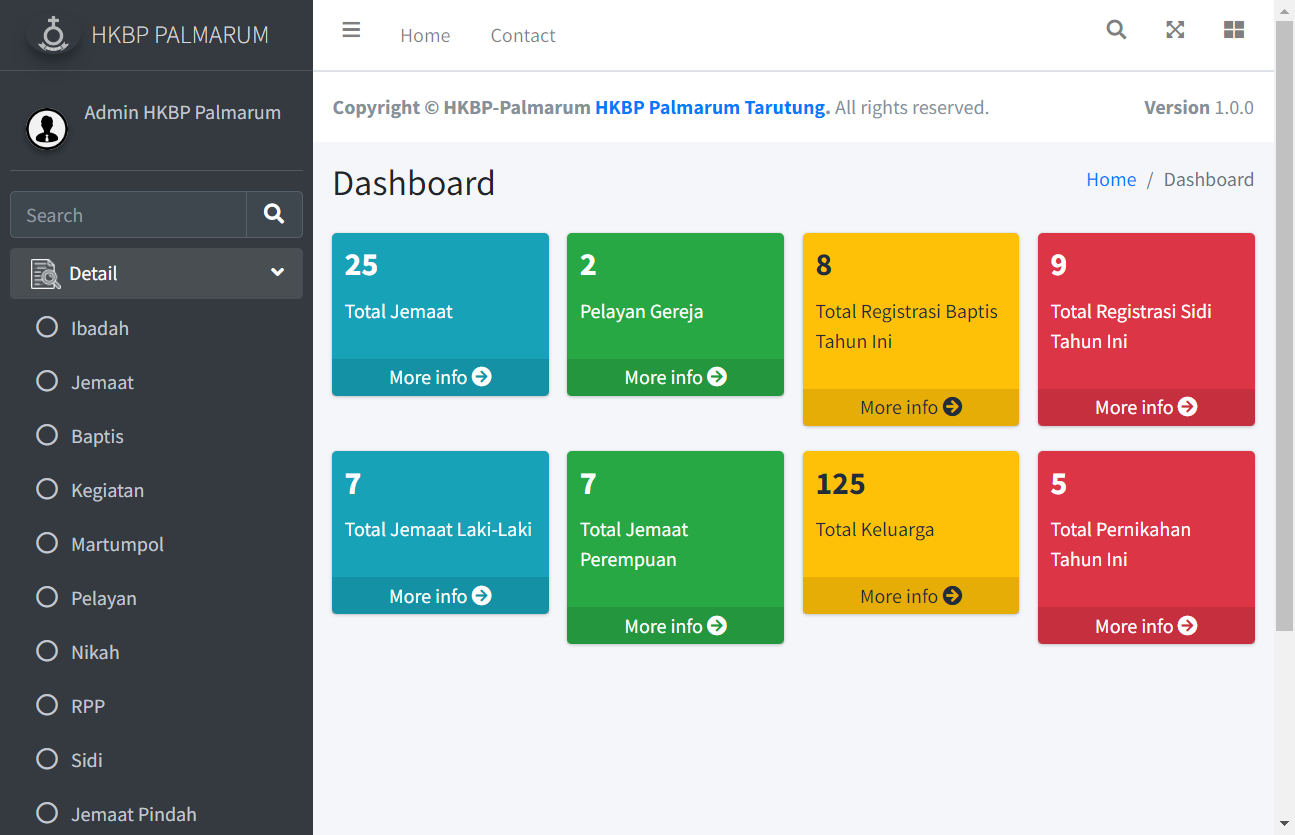 HKBP PALMARUM
Home
Contact
Admin HKBP Palmarum
Copyright © HKBP-Palmarum HKBP Palmarum Tarutung. All rights reserved.
Version 1.0.0
Dashboard
Home / Dashboard
Search
Detail
Ibadah
Jemaat
Baptis
Kegiatan
Martumpol
Pelayan
Nikah
RPP
Sidi
Jemaat Pindah
25
Total Jemaat
More info
2
Pelayan Gereja
More info
8
Total Registrasi Baptis
Tahun Ini
More info
9
Total Registrasi Sidi
Tahun Ini
More info
7
Total Jemaat Laki-Laki
More info
7
Total Jemaat
Perempuan
More info
125
Total Keluarga
More info
5
Total Pernikahan
Tahun Ini
More info